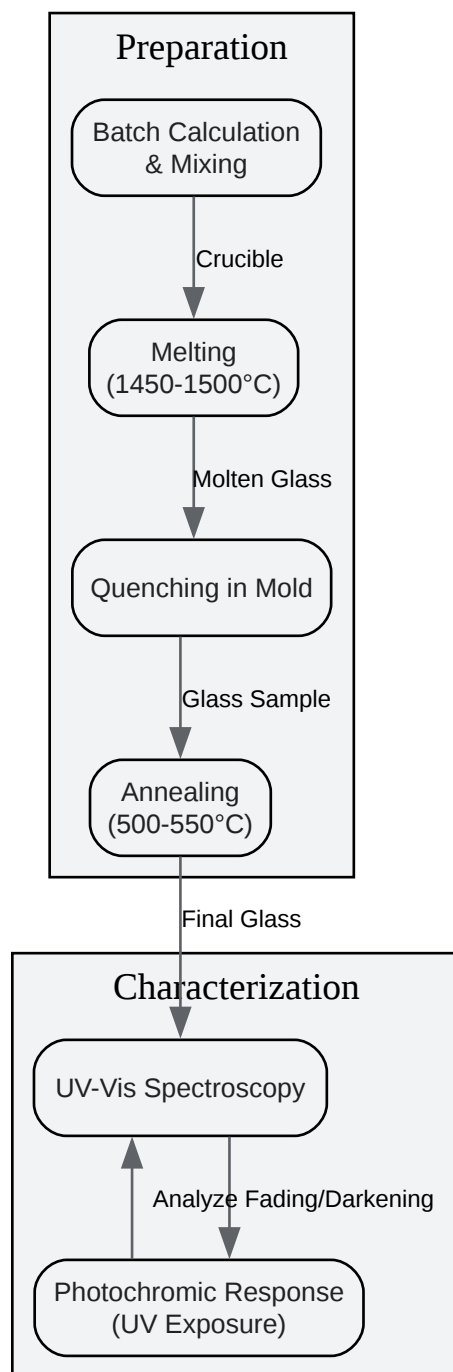 Preparation
Batch Calculation
& Mixing
Crucible
Melting
(1450-1500°C)
Molten Glass
Quenching in Mold
Glass Sample
Annealing
(500-550°C)
Final Glass
Characterization
UV-Vis Spectroscopy
Analyze Fading/Darkening
Photochromic Response
(UV Exposure)